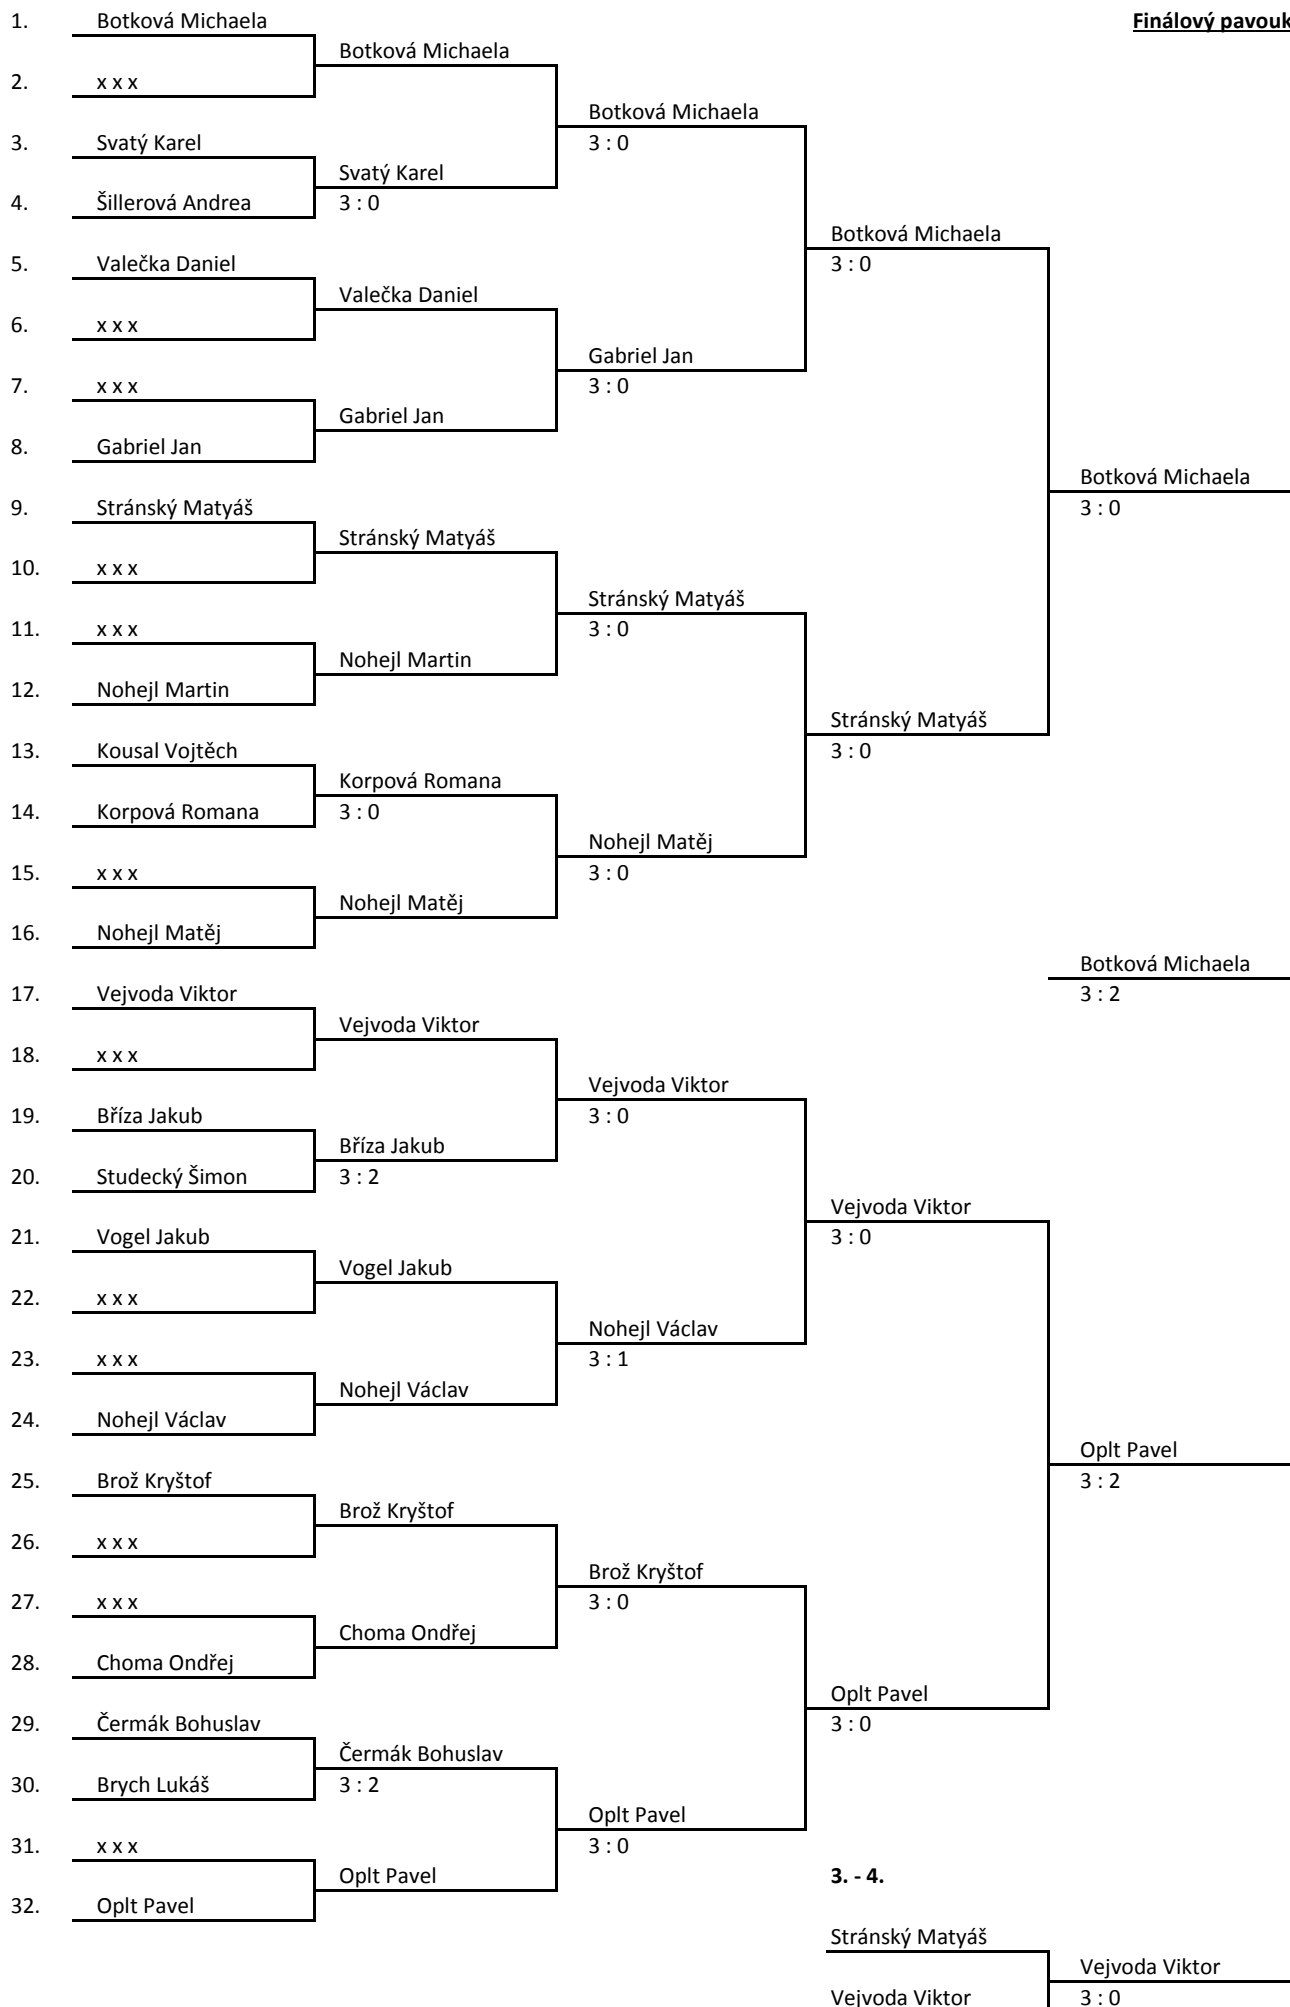 1. Botková Michaela
Finálový pavouk
Botková Michaela
2. x x x
Botková Michaela
3. Svatý Karel
3 : 0
Svatý Karel
4. Šillerová Andrea
3 : 0
Botková Michaela
5. Valečka Daniel
3 : 0
Valečka Daniel
6. x x x
Gabriel Jan
7. x x x
3 : 0
Gabriel Jan
8. Gabriel Jan
Botková Michaela
9. Stránský Matyáš
3 : 0
Stránský Matyáš
10. x x x
Stránský Matyáš
11. x x x
3 : 0
Nohejl Martin
12. Nohejl Martin
Stránský Matyáš
13. Kousal Vojtěch
3 : 0
Korpová Romana
14. Korpová Romana
3 : 0
Nohejl Matěj
15. x x x
3 : 0
Nohejl Matěj
16. Nohejl Matěj
Botková Michaela
17. Vejvoda Viktor
3 : 2
Vejvoda Viktor
18. x x x
Vejvoda Viktor
19. Bříza Jakub
3 : 0
Bříza Jakub
20. Studecký Šimon
3 : 2
Vejvoda Viktor
21. Vogel Jakub
3 : 0
Vogel Jakub
22. x x x
Nohejl Václav
23. x x x
3 : 1
Nohejl Václav
24. Nohejl Václav
Oplt Pavel
25. Brož Kryštof
3 : 2
Brož Kryštof
26. x x x
Brož Kryštof
27. x x x
3 : 0
Choma Ondřej
28. Choma Ondřej
Oplt Pavel
29. Čermák Bohuslav
3 : 0
Čermák Bohuslav
30. Brych Lukáš
3 : 2
Oplt Pavel
31. x x x
3 : 0
Oplt Pavel
3. - 4.
32. Oplt Pavel
Stránský Matyáš
Vejvoda Viktor
Vejvoda Viktor
3 : 0